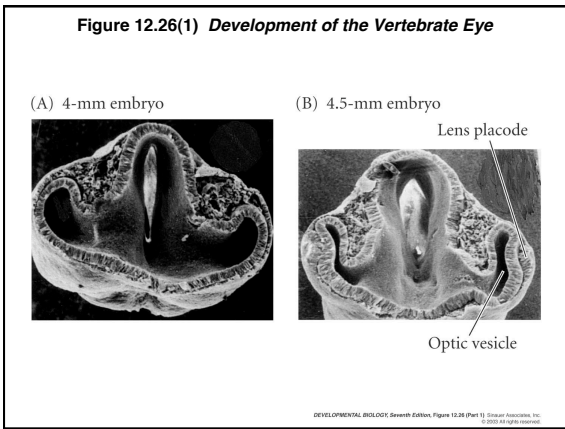 Figure 12.26(1) Development of the Vertebrate Eye
(A) 4-mm embryo
(B) 4.5-mm embryo
Lens placode
Optic vesicle
DEVELOPMENTAL BIOLOGY, Seventh Edition, Figure 12.26 (Part 1) Sinauer Associates, Inc.
© 2003 All rights reserved.